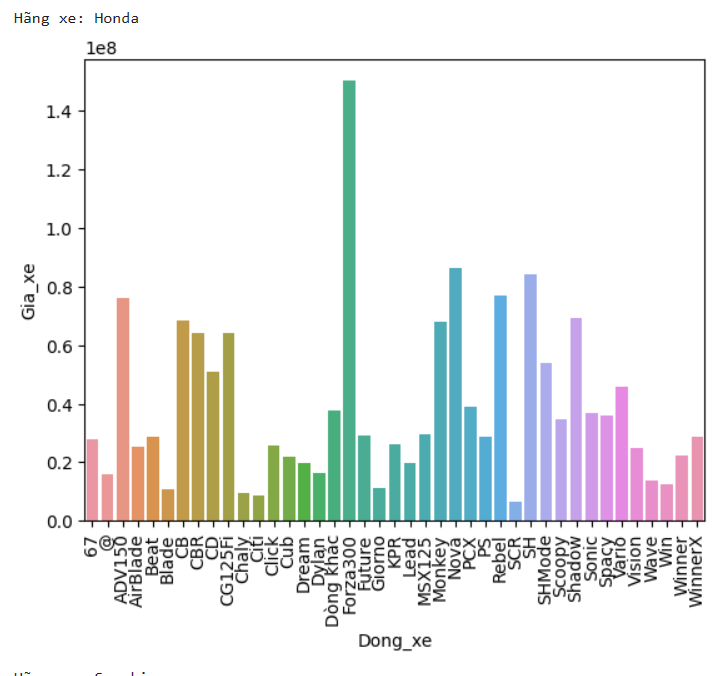 Hãng xe: Honda
1e8
1.4
1.2
1.0
0.8
0.6
0.4
0.2
0.0
Gia_xe
67
@
ADV150
AirBlade
Beat
Blade
CB
CBR
CD
CG125Fi
Chaly
Citi
Click
Cub
Dream
Dylan
Dòng khác
Forza300
Future
Giorno
KPR
Lead
MSX125
Monkey
Nova
PCX
PS
Rebel
SCR
SH
SHMode
Scoopy
Shadow
Sonic
Spacy
Vario
Vision
Wave
Win
Winner
WinnerX
Dong_xe